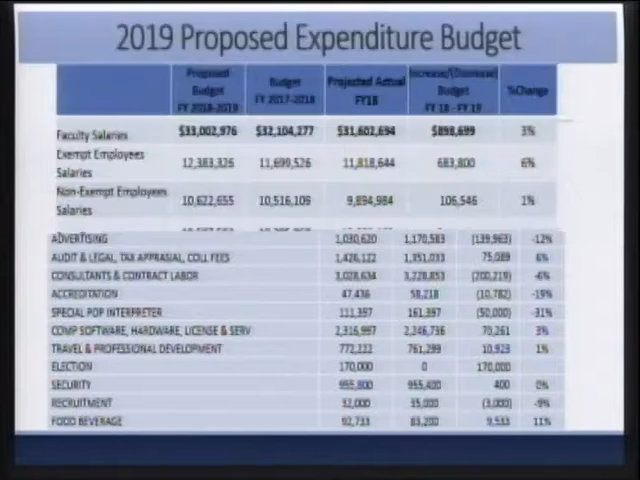 2019 Proposed Expenditure Budget
Proposed Budget FY 2018-2019 Budget FY 2017-2018 Projected Actual FY18 Increase/(Decrease) Budget FY 18 - FY 19 %Change
Faculty Salaries $33,002,976 $32,104,277 $31,602,694 $898,699 3%
Exempt Employees Salaries 12,383,326 11,699,526 11,818,644 683,800 6%
Non-Exempt Employees Salaries 10,622,655 10,516,109 9,894,984 106,546 1%
ADVERTISING 1,030,620 1,170,583 (139,963) -12%
AUDIT & LEGAL, TAX APPRAISAL, COLL FEES 1,426,122 1,351,033 75,089 6%
CONSULTANTS & CONTRACT LABOR 3,028,634 3,228,853 (200,219) -6%
ACCREDITATION 47,436 58,218 (10,782) -19%
SPECIAL POP INTERPRETER 111,397 161,397 (50,000) -31%
COMP SOFTWARE, HARDWARE, LICENSE & SERV 2,316,997 2,246,736 70,261 3%
TRAVEL & PROFESSIONAL DEVELOPMENT 772,222 761,299 10,923 1%
ELECTION 170,000 0 170,000
SECURITY 955,800 955,400 400 0%
RECRUITMENT 32,000 35,000 (3,000) -9%
FOOD BEVERAGE 92,733 83,200 9,533 11%